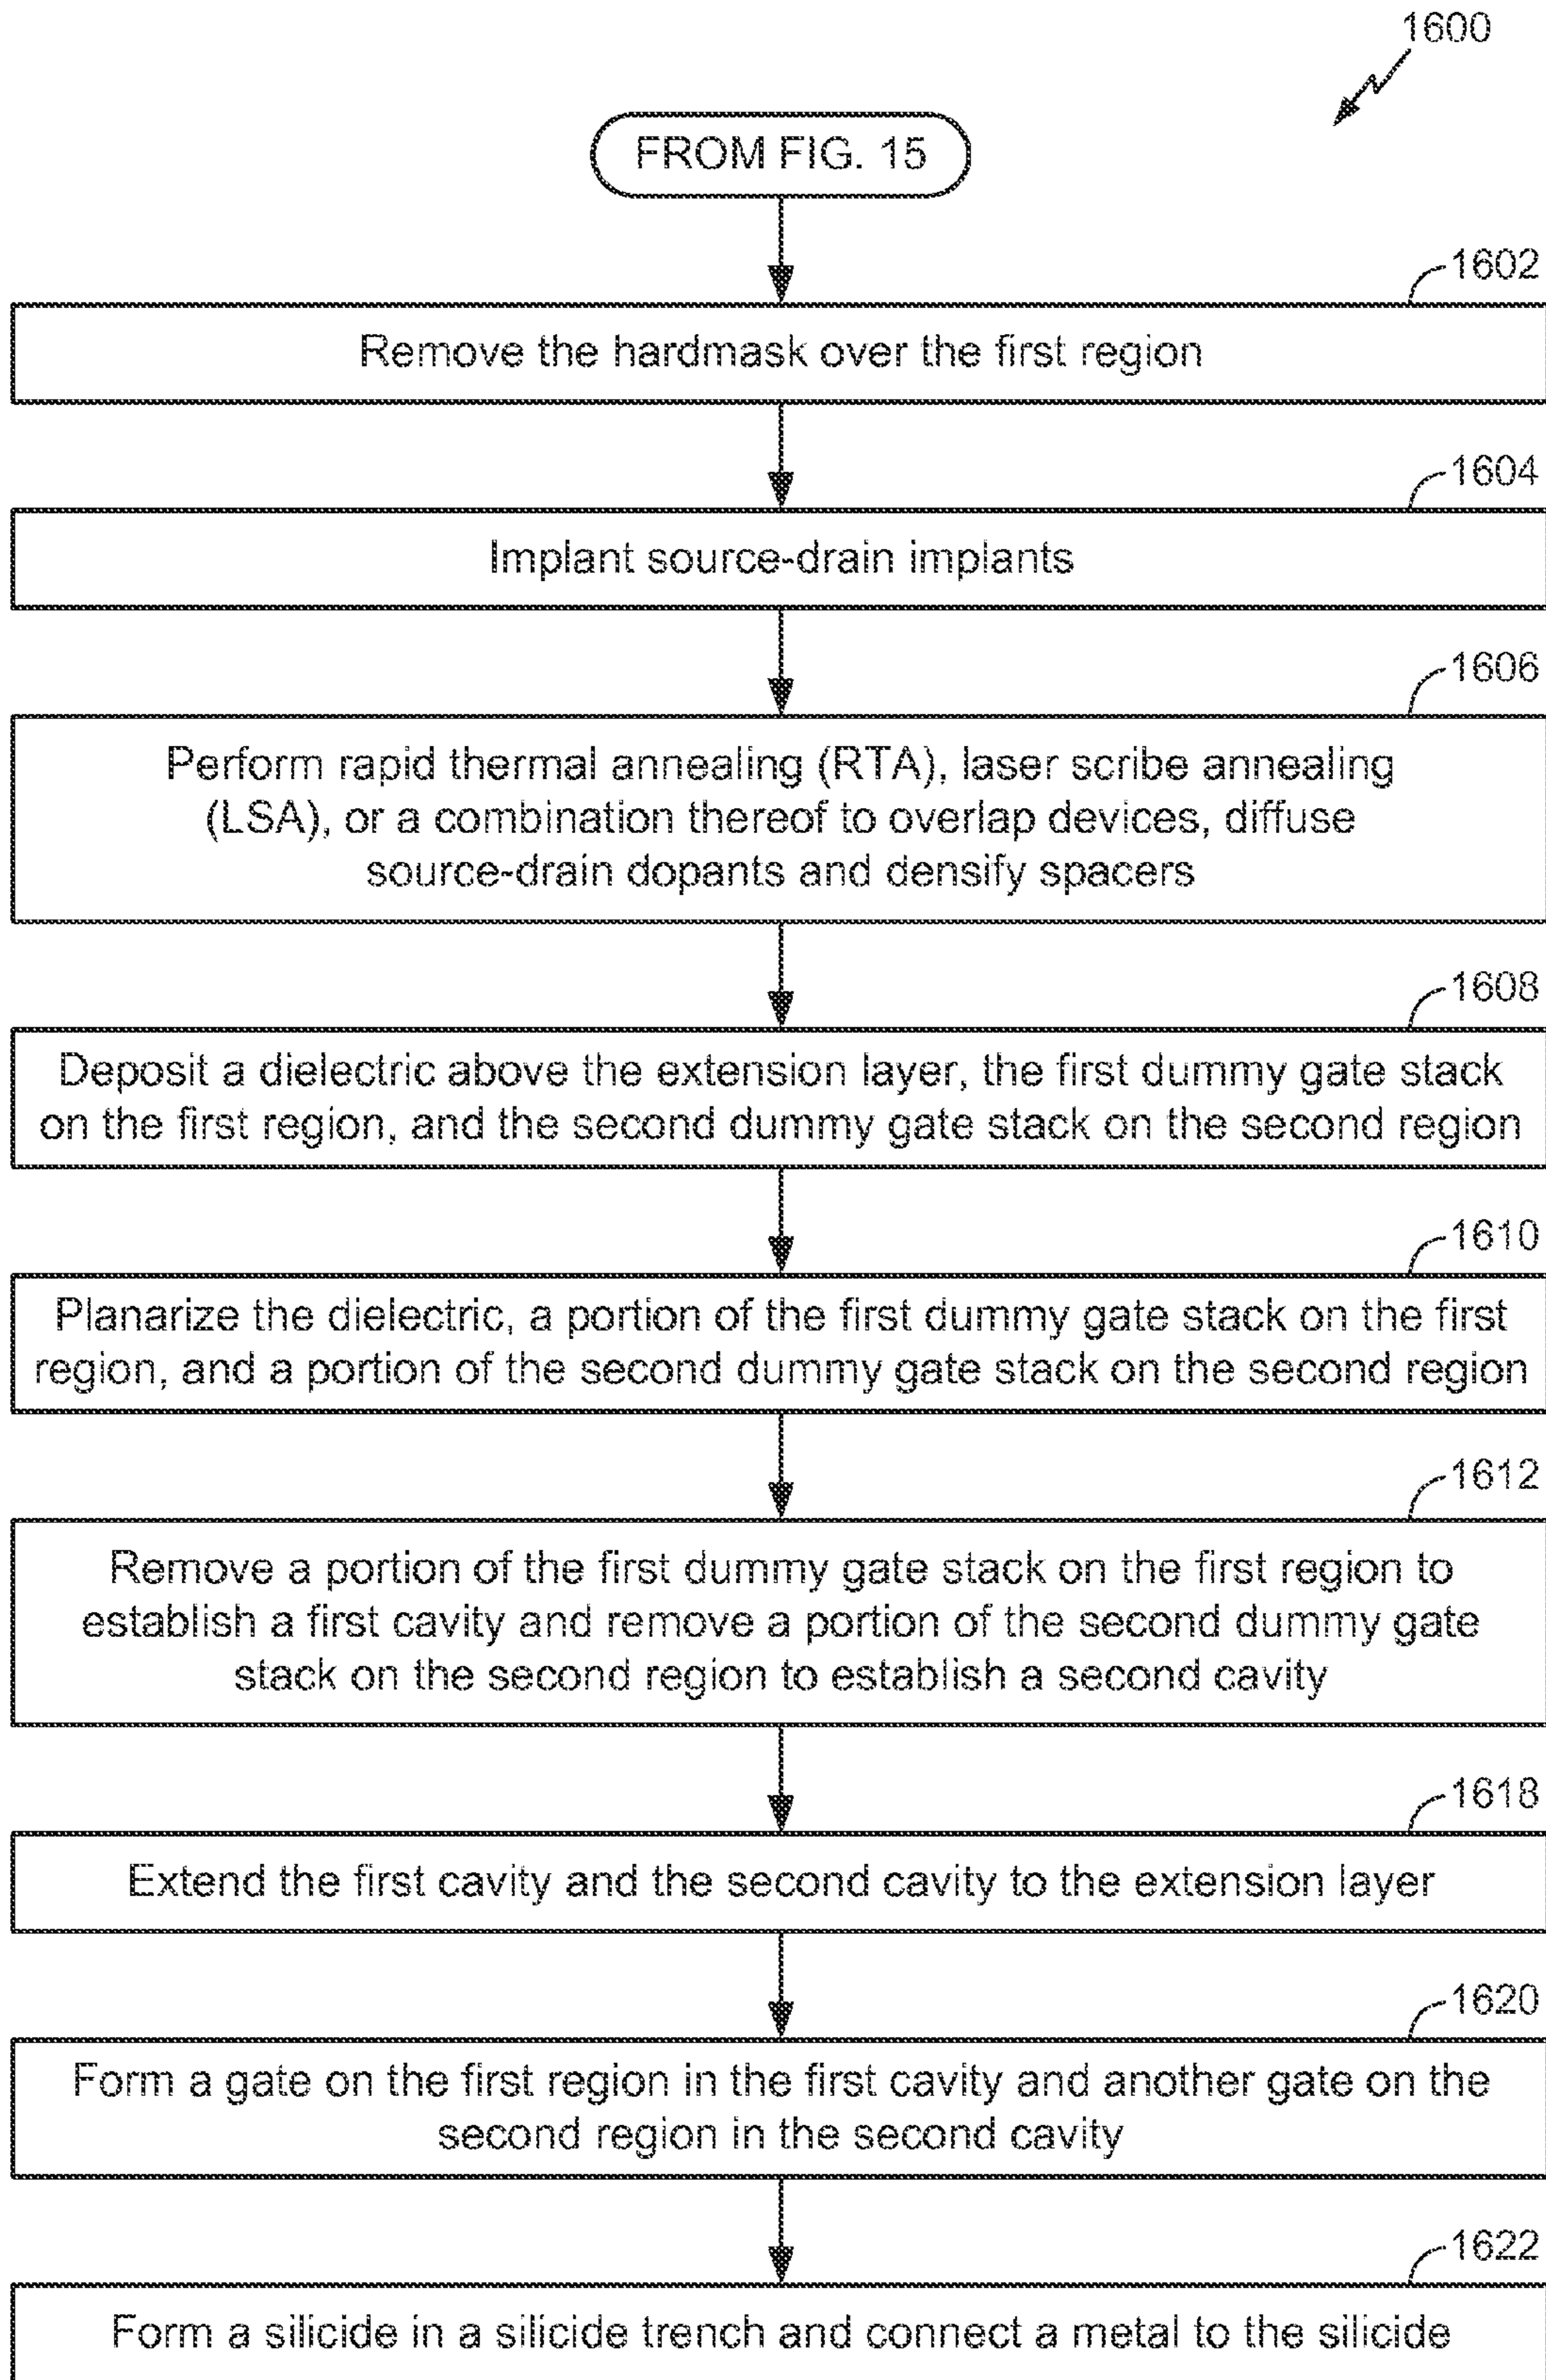 1600
FROM FIG. 15
1602
Remove the hardmask over the first region
1604
Implant source-drain implants
1606
Perform rapid thermal annealing (RTA), laser scribe annealing
(LSA), or a combination thereof to overlap devices, diffuse
source-drain dopants and densify spacers
1608
Deposit a dielectric above the extension layer, the first dummy gate stack
on the first region, and the second dummy gate stack on the second region
1610
Planarize the dielectric, a portion of the first dummy gate stack on the first
region, and a portion of the second dummy gate stack on the second region
1612
Remove a portion of the first dummy gate stack on the first region to
establish a first cavity and remove a portion of the second dummy gate
stack on the second region to establish a second cavity
1618
Extend the first cavity and the second cavity to the extension layer
1620
Form a gate on the first region in the first cavity and another gate on the
second region in the second cavity
1622
Form a silicide in a silicide trench and connect a metal to the silicide